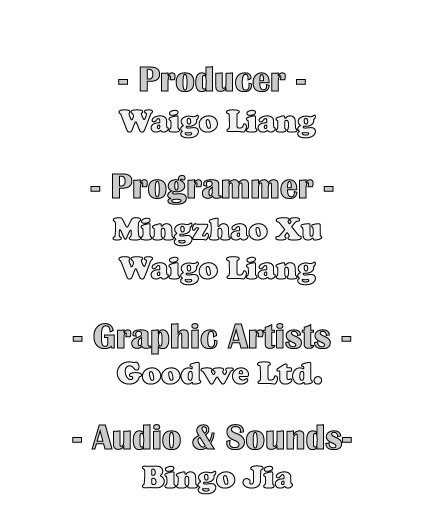 - Producer -
Waigo Liang
- Programmer -
Mingzhao Xu
Waigo Liang
- Graphic Artists -
Goodwe Ltd.
- Audio & Sounds-
Bingo Jia